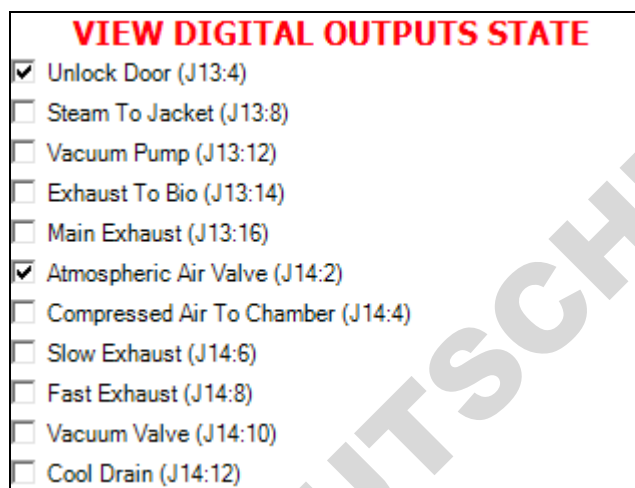 VIEW DIGITAL OUTPUTS STATE
Unlock Door (J13:4)
Steam To Jacket (J13:8)
Vacuum Pump (J13:12)
Exhaust To Bio (J13:14)
Main Exhaust (J13:16)
Atmospheric Air Valve (J14:2)
Compressed Air To Chamber (J14:4)
Slow Exhaust (J14:6)
Fast Exhaust (J14:8)
Vacuum Valve (J14:10)
Cool Drain (J14:12)